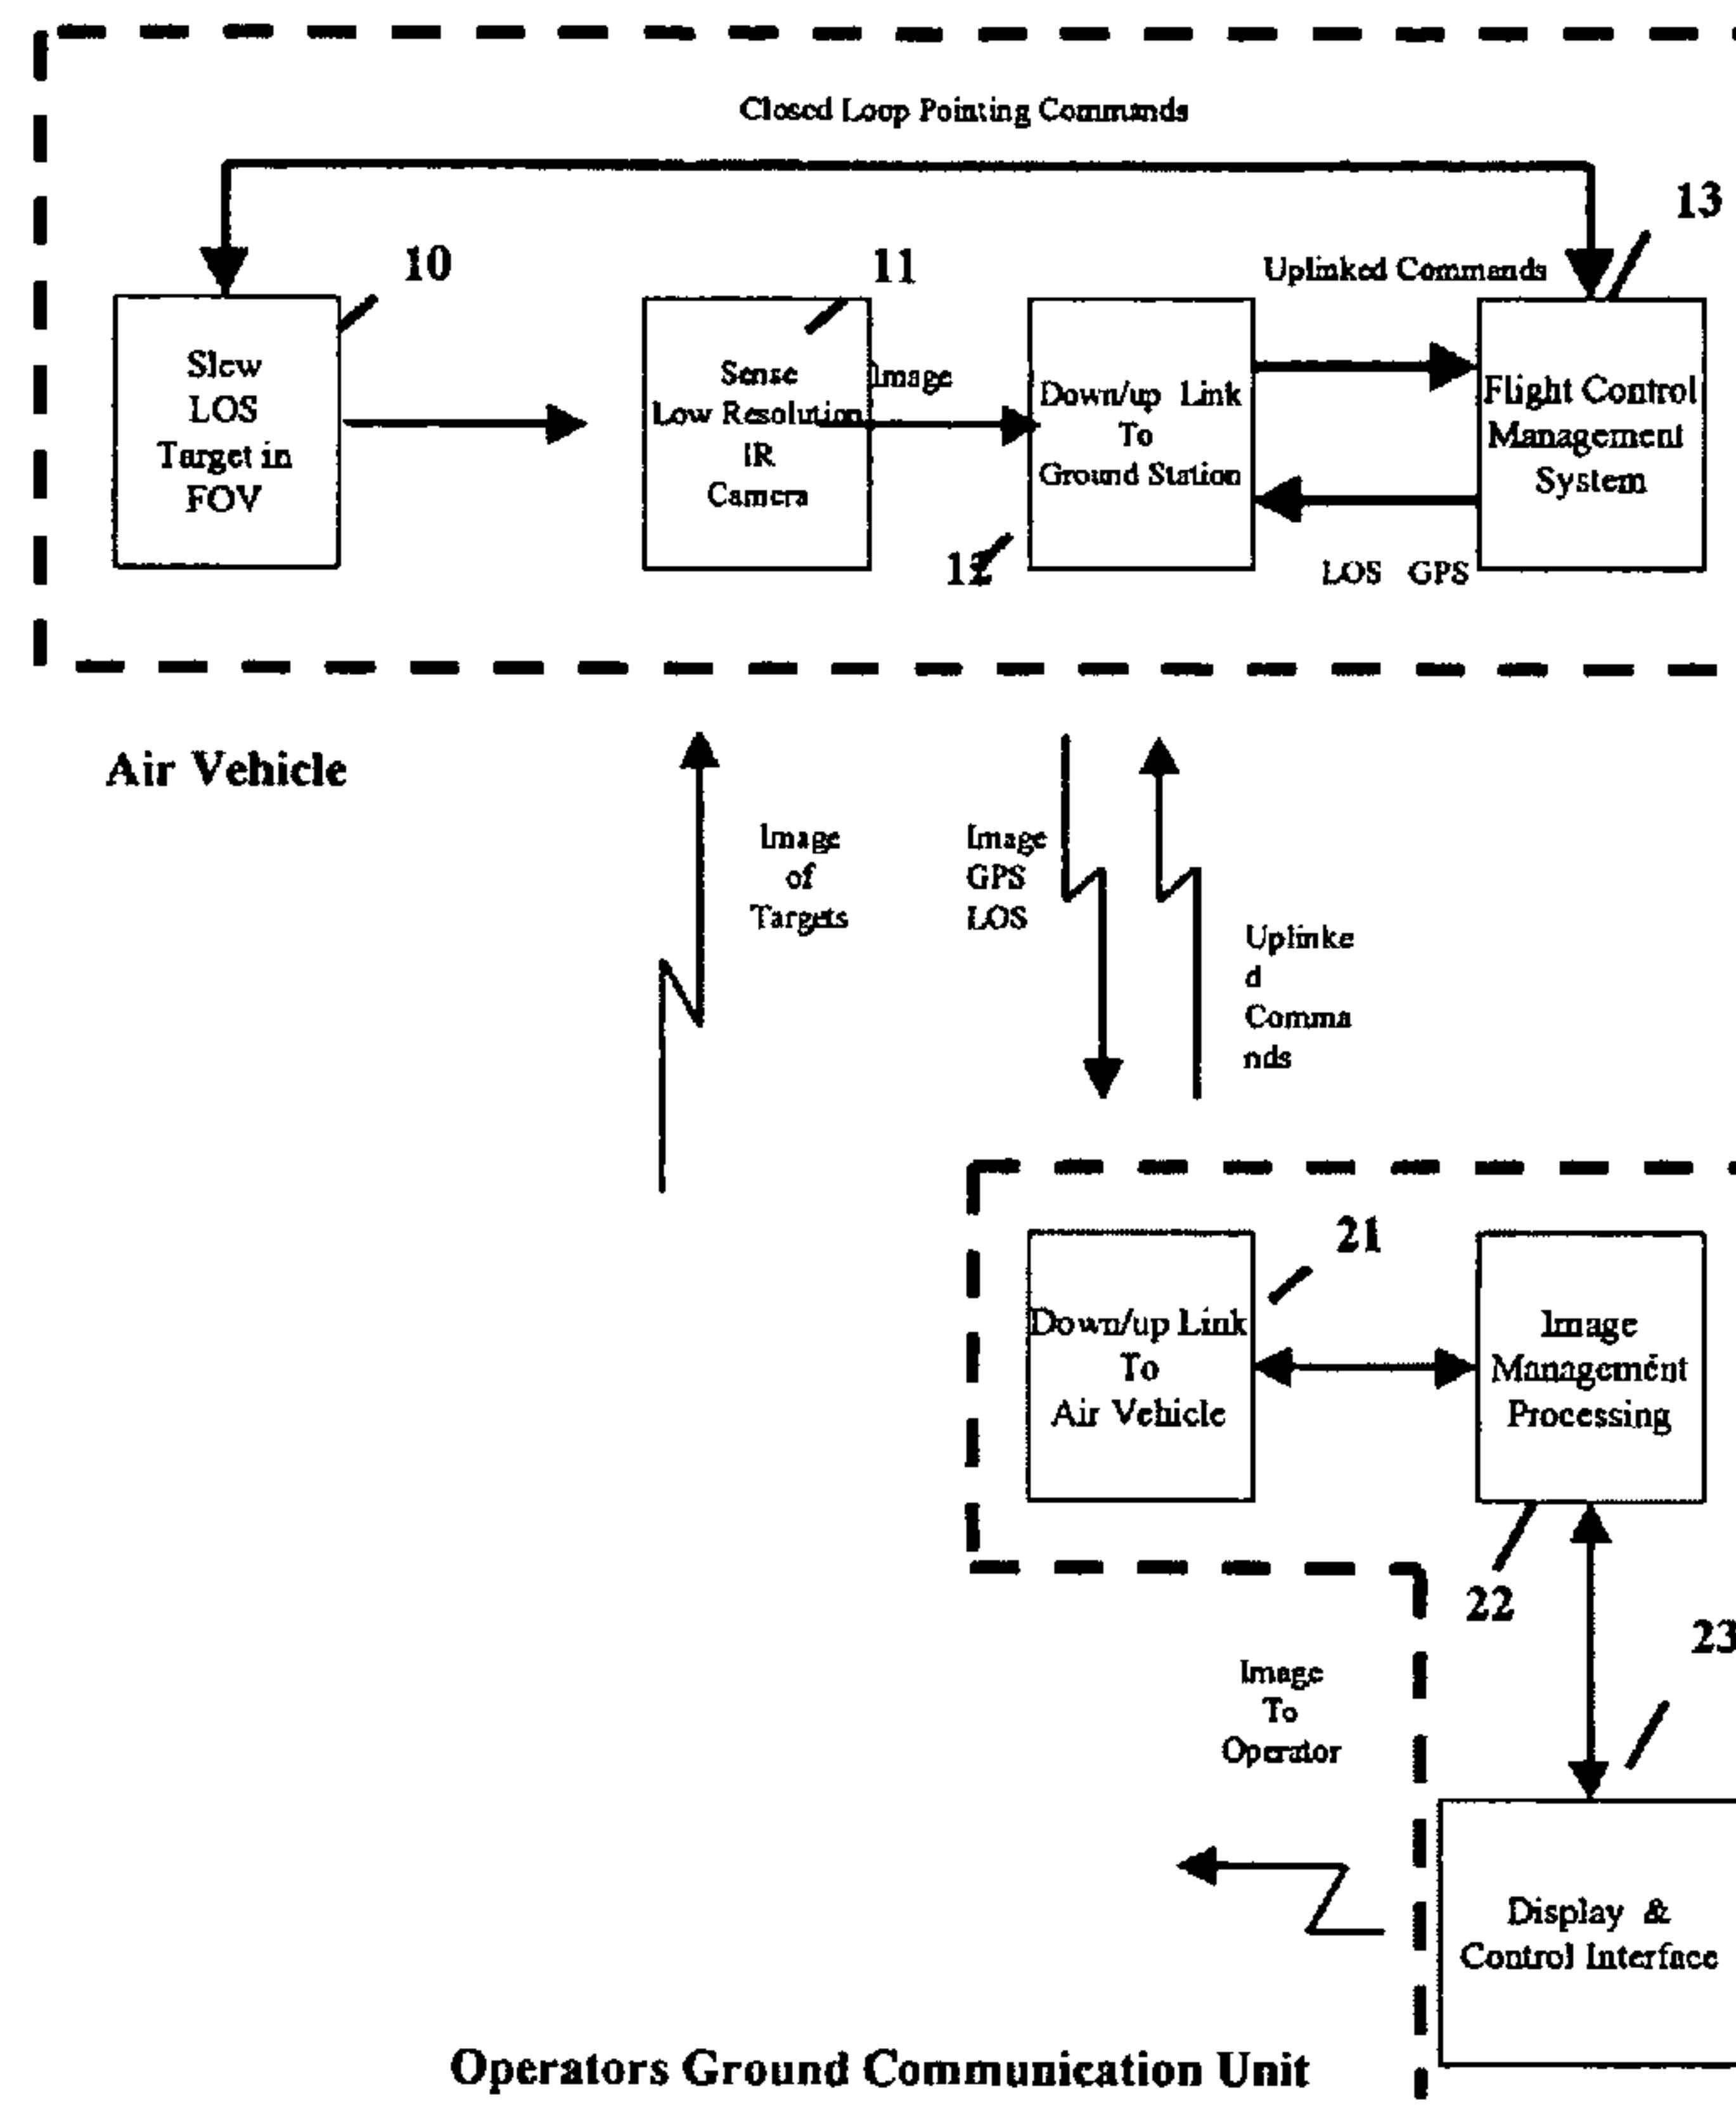 Closed Loop Pointing Commands
13
10
11
Uplinked Commands
Slew
LOS
Target in
FOV
Sense
Low Resolution
IR
Camera
Image
Down/up Link
To
Ground Station
Flight Control
Management
System
12
LOS GPS
Air Vehicle
Image
of
Targets
Image
GPS
LOS
Uplinke
d
Comma
nds
21
Down/up Link
To
Air Vehicle
Image
Management
Processing
22
23
Image
To
Operator
Display &
Control Interface
Operators Ground Communication Unit